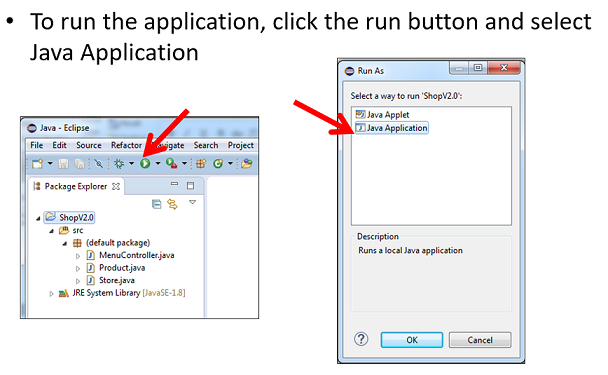 • To run the application, click the run button and select
Java Application
Java - Eclipse
File Edit Source Refactor Navigate Search Project
Package Explorer
ShopV2.0
src
(default package)
MenuController.java
Product.java
Store.java
JRE System Library [JavaSE-1.8]
Run As
Select a way to run 'ShopV2.0':
Java Applet
Java Application
Description
Runs a local Java application
OK Cancel